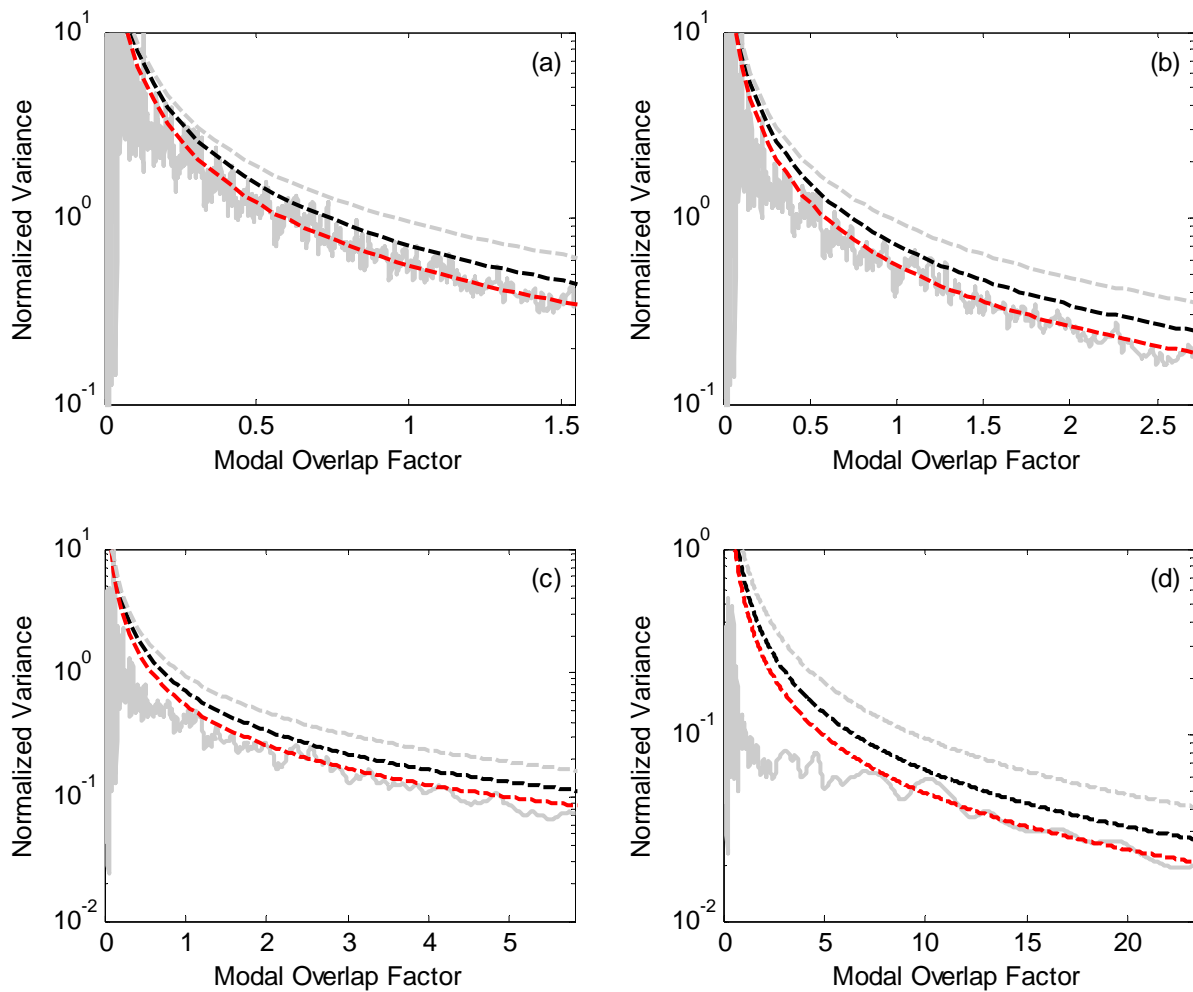 10^1
(a)
10^0
10^-1
Normalized Variance
0 0.5 1 1.5
Modal Overlap Factor
10^1
(b)
10^0
10^-1
Normalized Variance
0 0.5 1 1.5 2 2.5
Modal Overlap Factor
10^1
(c)
10^0
10^-1
10^-2
Normalized Variance
0 1 2 3 4 5
Modal Overlap Factor
10^0
(d)
10^-1
10^-2
Normalized Variance
0 5 10 15 20
Modal Overlap Factor